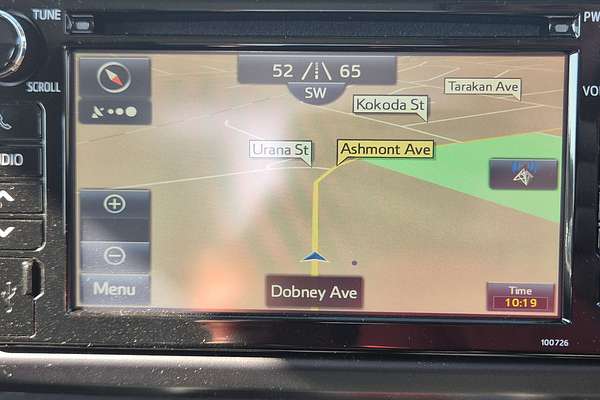 TUNE
PW
SCROLL
VO
52 65
SW
Tarakan Ave
Kokoda St
Urana St
Ashmont Ave
DIO
Menu
Dobney Ave
Time
10:19
100726